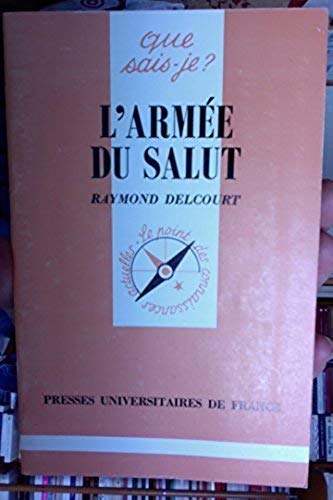 que
sais-je?
L'ARMÉE
DU SALUT
RAYMOND DELCOURT
Le point des connaissances actuelles
PRESSES UNIVERSITAIRES DE FRANCE